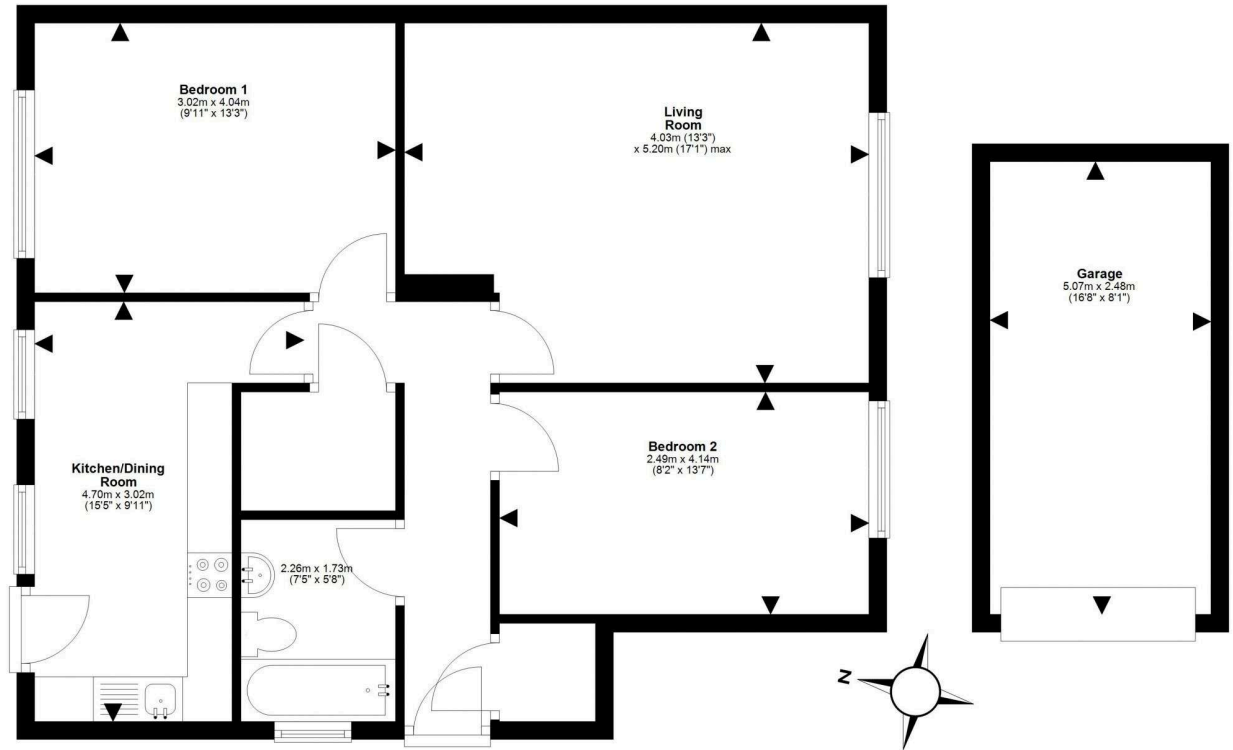 Bedroom 1
3.02m x 4.04m
(9'11" x 13'3")
Living
Room
4.03m (13'3")
x 5.20m (17'1") max
Garage
5.07m x 2.48m
(16'8" x 8'1")
Kitchen/Dining
Room
4.70m x 3.02m
(15'5" x 9'11")
Bedroom 2
2.49m x 4.14m
(8'2" x 13'7")
2.26m x 1.73m
(7'5" x 5'8")
N